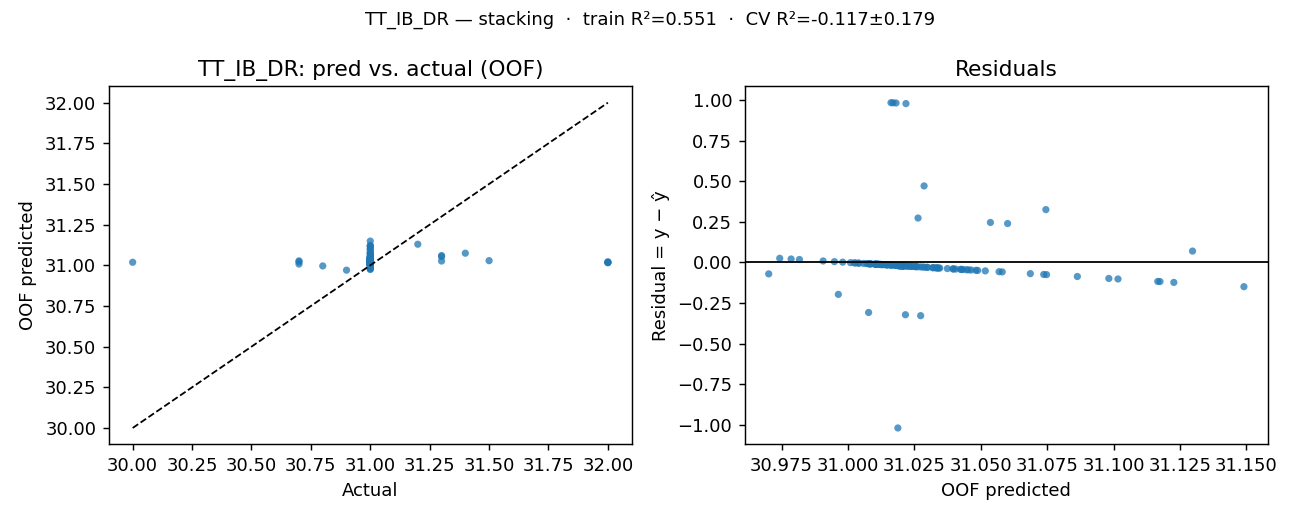 TT_IB_DR — stacking · train R²=0.551 · CV R²=-0.117±0.179
TT_IB_DR: pred vs. actual (OOF)
OOF predicted
32.00
31.75
31.50
31.25
31.00
30.75
30.50
30.25
30.00
30.00 30.25 30.50 30.75 31.00 31.25 31.50 31.75 32.00
Actual
Residuals
Residual = y − ŷ
1.00
0.75
0.50
0.25
0.00
−0.25
−0.50
−0.75
−1.00
30.975 31.000 31.025 31.050 31.075 31.100 31.125 31.150
OOF predicted